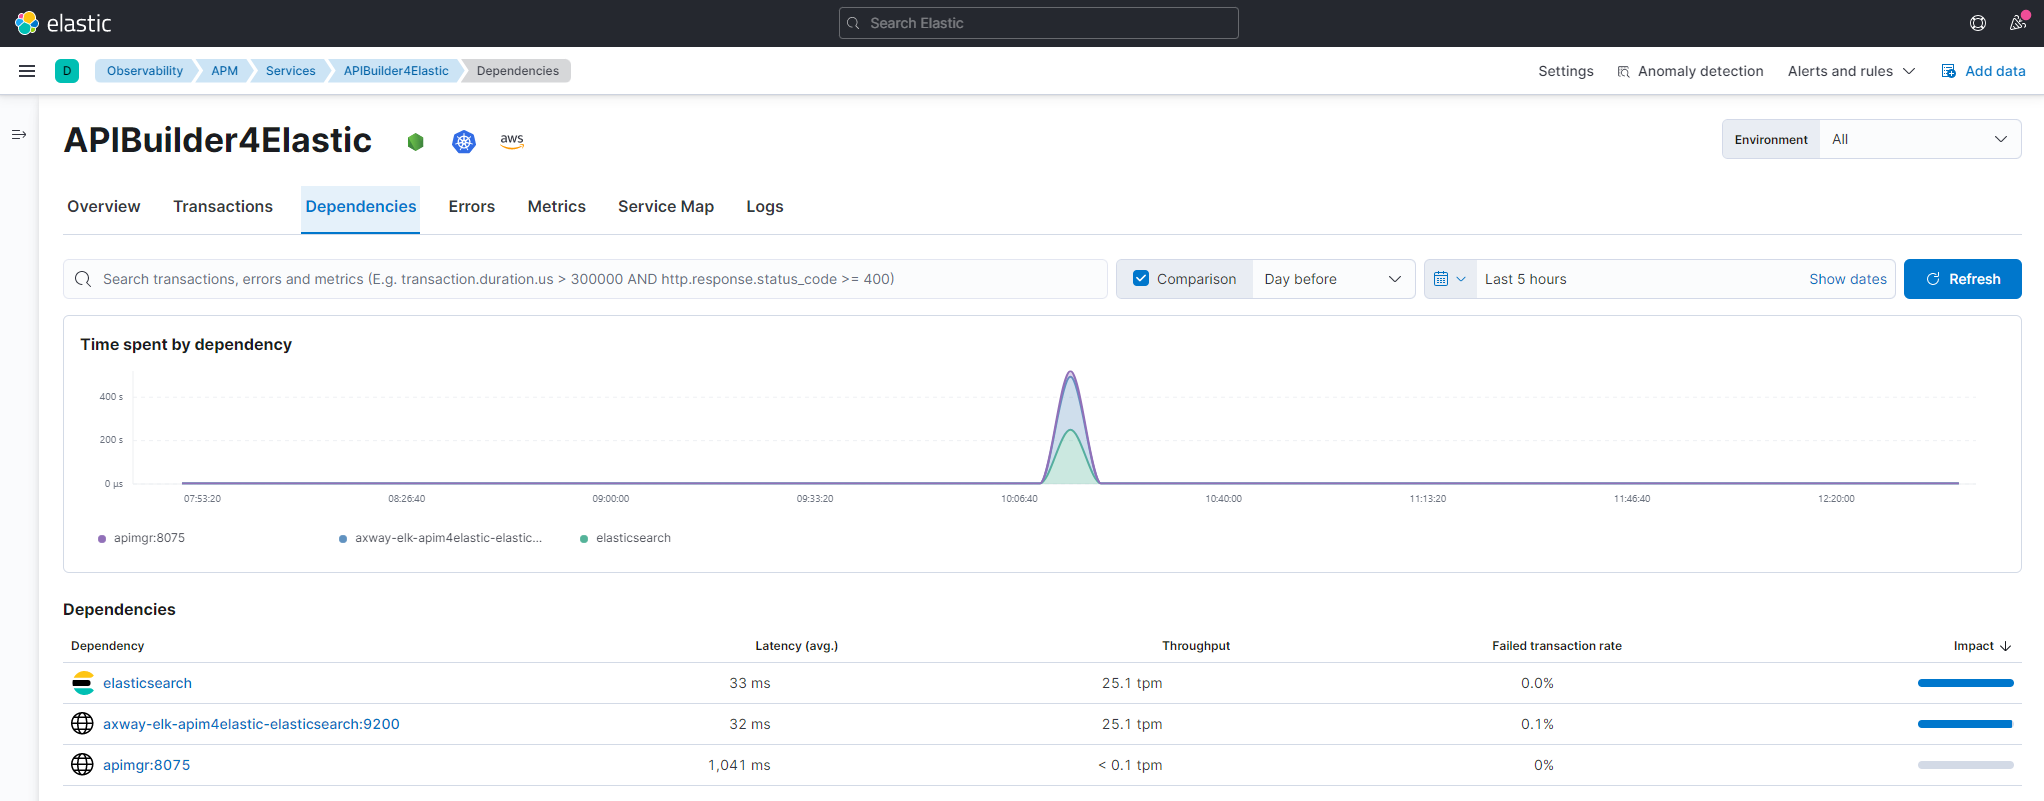 elastic
Search Elastic
D
Observability APM Services APIBuilder4Elastic Dependencies
Settings Anomaly detection Alerts and rules Add data
APIBuilder4Elastic
aws
Environment All
Overview Transactions Dependencies Errors Metrics Service Map Logs
Search transactions, errors and metrics (E.g. transaction.duration.us > 300000 AND http.response.status_code >= 400)
Comparison Day before Last 5 hours Show dates Refresh
Time spent by dependency
400 s
200 s
0 µs
07:53:20 08:26:40 09:00:00 09:33:20 10:06:40 10:40:00 11:13:20 11:46:40 12:20:00
apimgr:8075 axway-elk-apim4elastic-elastic... elasticsearch
Dependencies
Dependency Latency (avg.) Throughput Failed transaction rate Impact
elasticsearch 33 ms 25.1 tpm 0.0%
axway-elk-apim4elastic-elasticsearch:9200 32 ms 25.1 tpm 0.1%
apimgr:8075 1,041 ms < 0.1 tpm 0%